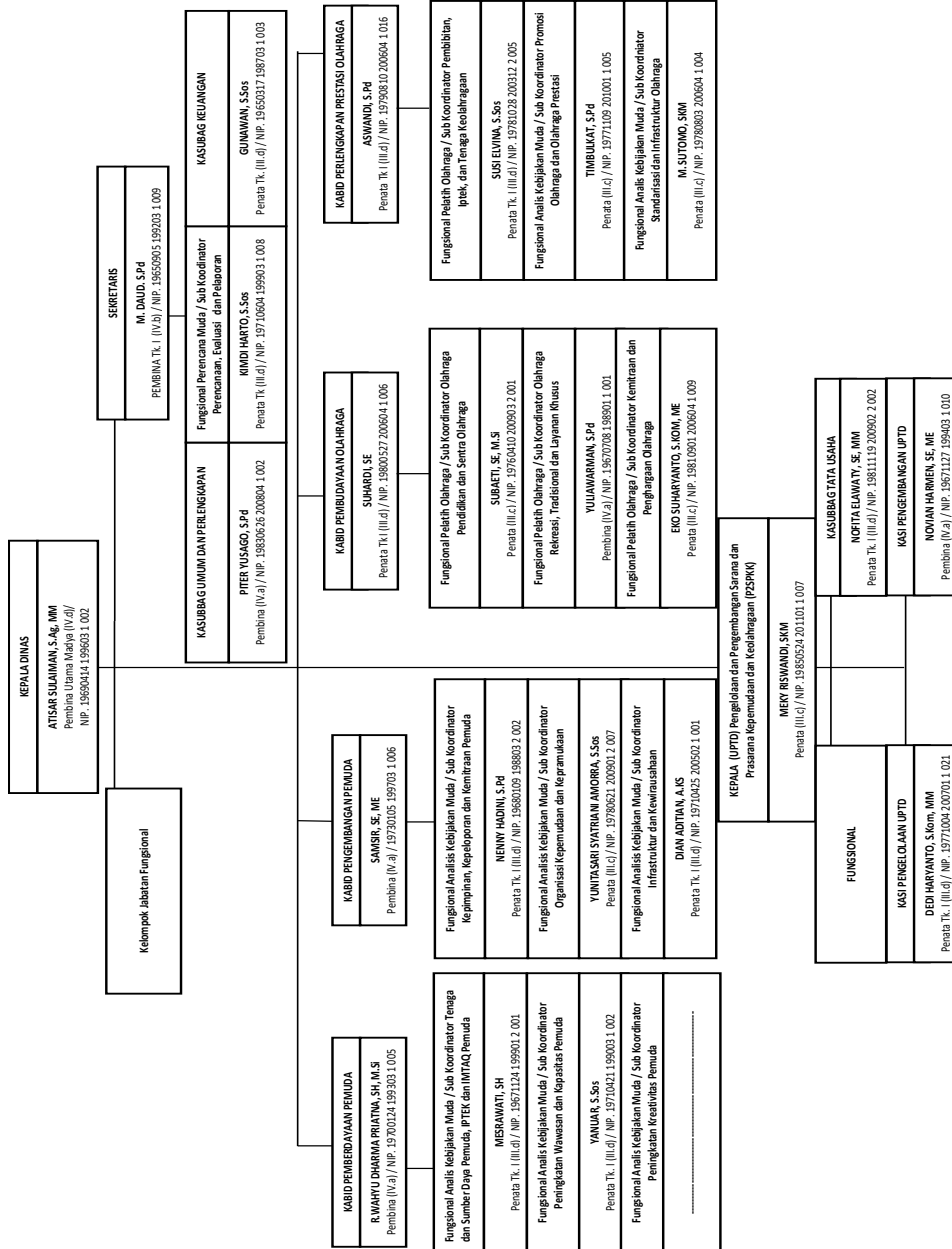 KEPALA DINAS
ATISAR SULAIMAN, S.Ag, MM
Pembina Utama Madya (IV.d)/
NIP. 19690414 199603 1 002
Kelompok Jabatan Fungsional
SEKRETARIS
M. DAUD. S.Pd
PEMBINA Tk. I (IV.b) / NIP. 19650905 199203 1 009
KASUBBAG UMUM DAN PERLENGKAPAN
PITER YUSAGO, S.Pd
Pembina (IV.a) / NIP. 19830626 200804 1 002
Fungsional Perencana Muda / Sub Koodinator
Perencanaan, Evaluasi dan Pelaporan
KIMDI HARTO, S.Sos
Penata Tk (III.d) / NIP. 19710604 199903 1 008
KASUBAG KEUANGAN
GUNAWAN, S.Sos
Penata Tk. (III.d) / NIP. 19650317 198703 1 003
KABID PEMBERDAYAAN PEMUDA
R.WAHYU DHARMA PRIATNA, SH, M.Si
Pembina (IV.a) / NIP. 19700124 199303 1 005
Fungsional Analis Kebijakan Muda / Sub Koordinator Tenaga
dan Sumber Daya Pemuda, IPTEK dan IMTAQ Pemuda
MISRAWATI, SH
Penata Tk. I (III.d) / NIP. 19671124 199901 2 001
Fungsional Analis Kebijakan Muda / Sub Koordinator
Peningkatan Wawasan dan Kapasitas Pemuda
YANUAR, S.Sos
Penata Tk. I (III.d) / NIP. 19710421 199003 1 002
Fungsional Analis Kebijakan Muda / Sub Koordinator
Peningkatan Kreativitas Pemuda
------------------------------------------------
KABID PENGEMBANGAN PEMUDA
SAMSIR, SE, ME
Pembina (IV.a) / 19730105 199703 1 006
Fungsional Analisis Kebijakan Muda / Sub Koordinator
Kepimpinan, Kepeloporan dan Kemitraan Pemuda
NENNY HADINI, S.Pd
Penata Tk. I (III.d) / NIP. 19680109 198803 2 002
Fungsional Analisis Kebijakan Muda / Sub Koordinator
Organisasi Kepemudaan dan Kepramukaan
YUNITASARI SYATRIANI AMORRA, S.Sos
Penata (III.c) / NIP. 19780621 200901 2 007
Fungsional Analisis Kebijakan Muda / Sub Koordinator
Infrastruktur dan Kewirausahaan
DIAN ADITIAN, A.KS
Penata Tk. I (III.d) / NIP. 19710425 200502 1 001
KABID PEMBUDAYAAN OLAHRAGA
SUHARDI, SE
Penata Tk I (III.d) / NIP. 19800527 200604 1 006
Fungsional Pelatih Olahraga / Sub Koordinator Olahraga
Pendidikan dan Sentra Olahraga
SUBAETI, SE, M.Si
Penata (III.c) / NIP. 19760410 200903 2 001
Fungsional Pelatih Olahraga / Sub Koordinator Olahraga
Rekreasi, Tradisional dan Layanan Khusus
YULIAWARMAN, S.Pd
Pembina (IV.a) / NIP. 19670708 198901 1 001
Fungsional Pelatih Olahraga / Sub Koordinator Kemitraan dan
Penghargaan Olahraga
EKO SUHARYANTO, S.KOM, ME
Penata (III.c) / NIP. 19810901 200604 1 009
KABID PERLENGKAPAN PRESTASI OLAHRAGA
ASWANDI, S.Pd
Penata Tk I (III.d) / NIP. 19790810 200604 1 016
Fungsional Pelatih Olahraga / Sub Koordinator Pembibitan,
Iptek, dan Tenaga Keolahragaan
SUSI ELVINA, S.Sos
Penata Tk. I (III.d) / NIP. 19781028 200312 2 005
Fungsional Analis Kebijakan Muda / Sub Koordinator Promosi
Olahraga dan Olahraga Prestasi
TIMBULKAT, S.Pd
Penata (III.c) / NIP. 19771109 201001 1 005
Fungsional Analis Kebijakan Muda / Sub Koordniator
Standarisasi dan Infrastruktur Olahraga
M. SUTOMO, SKM
Penata (III.c) / NIP. 19780803 200604 1 004
KEPALA (UPTD) Pengelolaan dan Pengembangan Sarana dan
Prasarana Kepemudaan dan Keolahragaan (P2SPKK)
MEKY RISWANDI, SKM
Penata (III.c) / NIP. 19850524 201101 1 007
FUNGSIONAL
KASUBBAG TATA USAHA
NOFITA ELAWATY, SE, MM
Penata Tk. I (III.d) / NIP. 19811119 200902 2 002
KASI PENGELOLAAN UPTD
DEDI HARYANTO, S.Kom, MM
Penata Tk. I (III.d) / NIP. 19771004 200701 1 021
KASI PENGEMBANGAN UPTD
NOVIAN HARMEN, SE, ME
Pembina (IV.a) / NIP. 19671127 199403 1 010